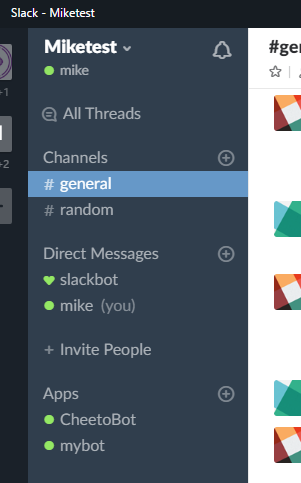 Slack - Miketest
Miketest
mike
+1
All Threads
+2
Channels
# general
# random
Direct Messages
slackbot
mike (you)
+ Invite People
Apps
CheetoBot
mybot
#ge